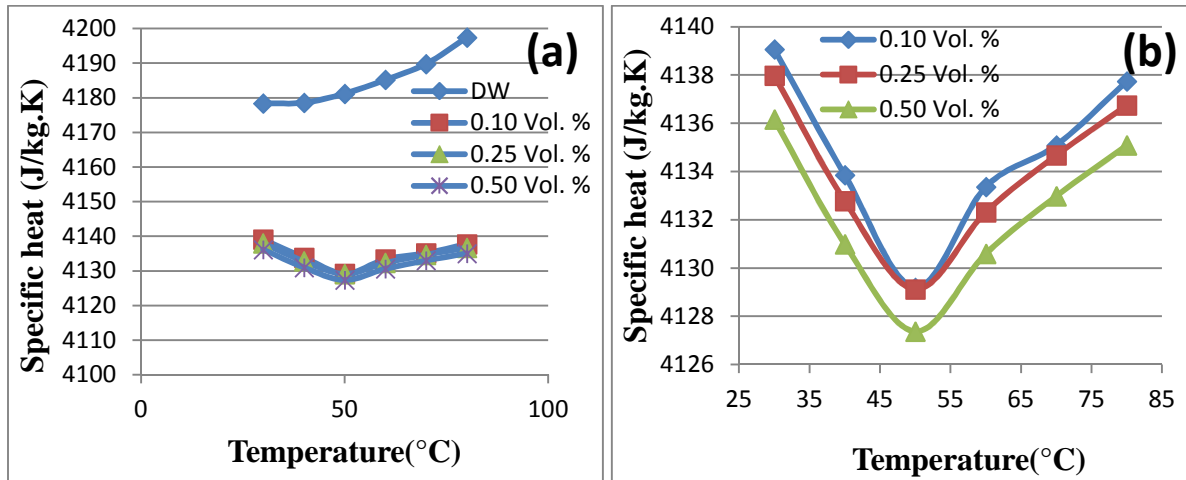 (a)
Specific heat (J/kg.K)
4200
4190
4180
4170
4160
4150
4140
4130
4120
4110
4100
DW
0.10 Vol. %
0.25 Vol. %
0.50 Vol. %
0
50
100
Temperature(°C)
(b)
Specific heat (J/kg.K)
4140
4138
4136
4134
4132
4130
4128
4126
0.10 Vol. %
0.25 Vol. %
0.50 Vol. %
25
35
45
55
65
75
85
Temperature(°C)